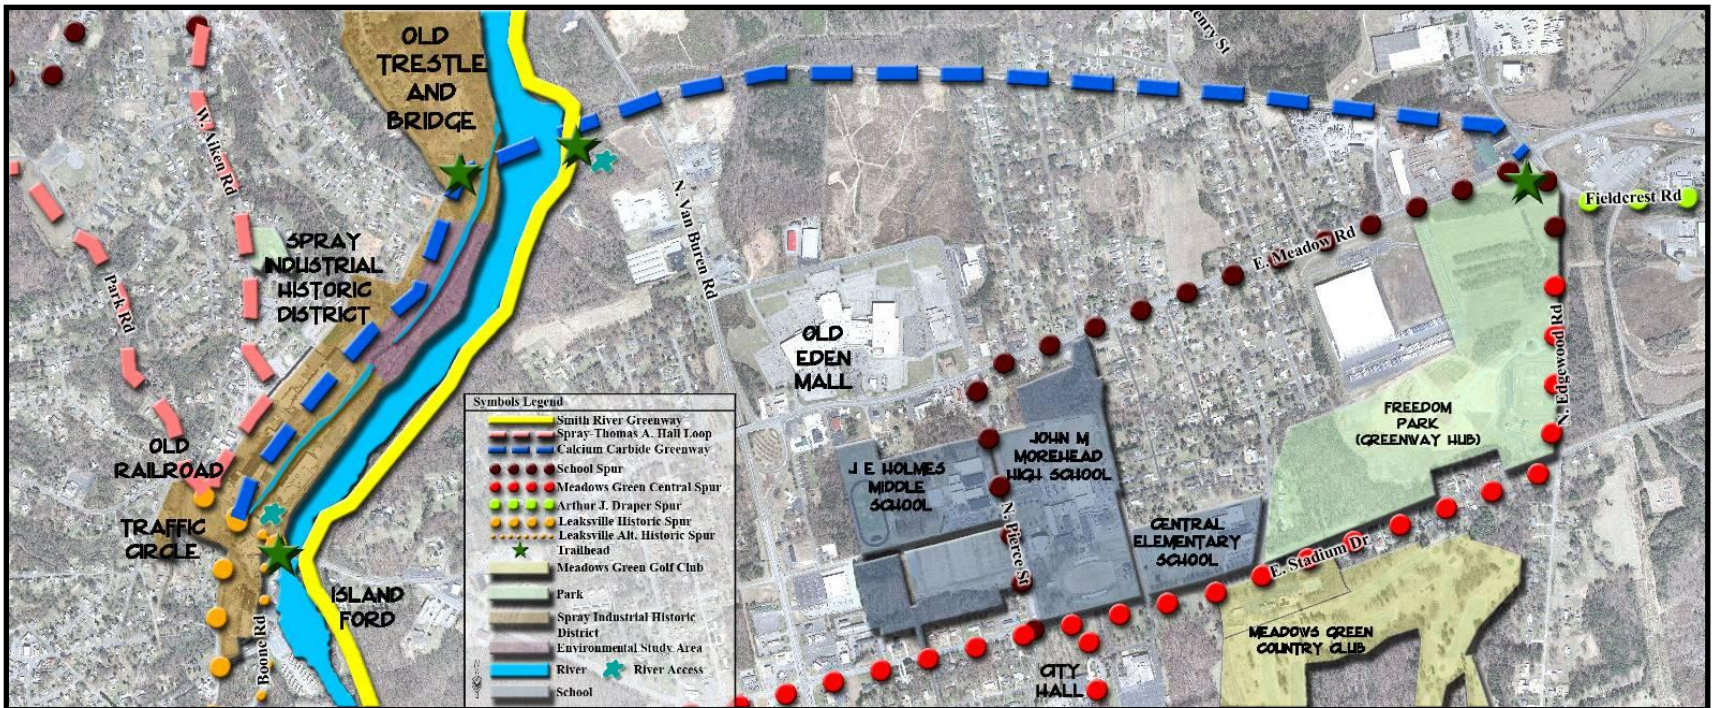 OLD
TRESTLE
AND
BRIDGE
W. Aiken Rd
Park Rd
SPRAY
INDUSTRIAL
HISTORIC
DISTRICT
N. Van Buren Rd
E. Meadow Rd
Fieldcrest Rd
N. Edgewood Rd
OLD
EDEN
MALL
FREEDOM
PARK
(GREENWAY HUB)
J E HOLMES
MIDDLE
SCHOOL
JOHN M
MOREHEAD
HIGH SCHOOL
N. Pierce St
CENTRAL
ELEMENTARY
SCHOOL
E. Stadium Dr
MEADOWS GREEN
COUNTRY CLUB
CITY
HALL
OLD
RAILROAD
TRAFFIC
CIRCLE
ISLAND
FORD
Boone Rd
Symbols Legend
Smith River Greenway
Spray-Thomas A. Hall Loop
Calcium Carbide Greenway
School Spur
Meadows Green Central Spur
Arthur J. Draper Spur
Leaksville Historic Spur
Leaksville Alt. Historic Spur
Trailhead
Meadows Green Golf Club
Park
Spray Industrial Historic
District
Environmental Study Area
River
River Access
School